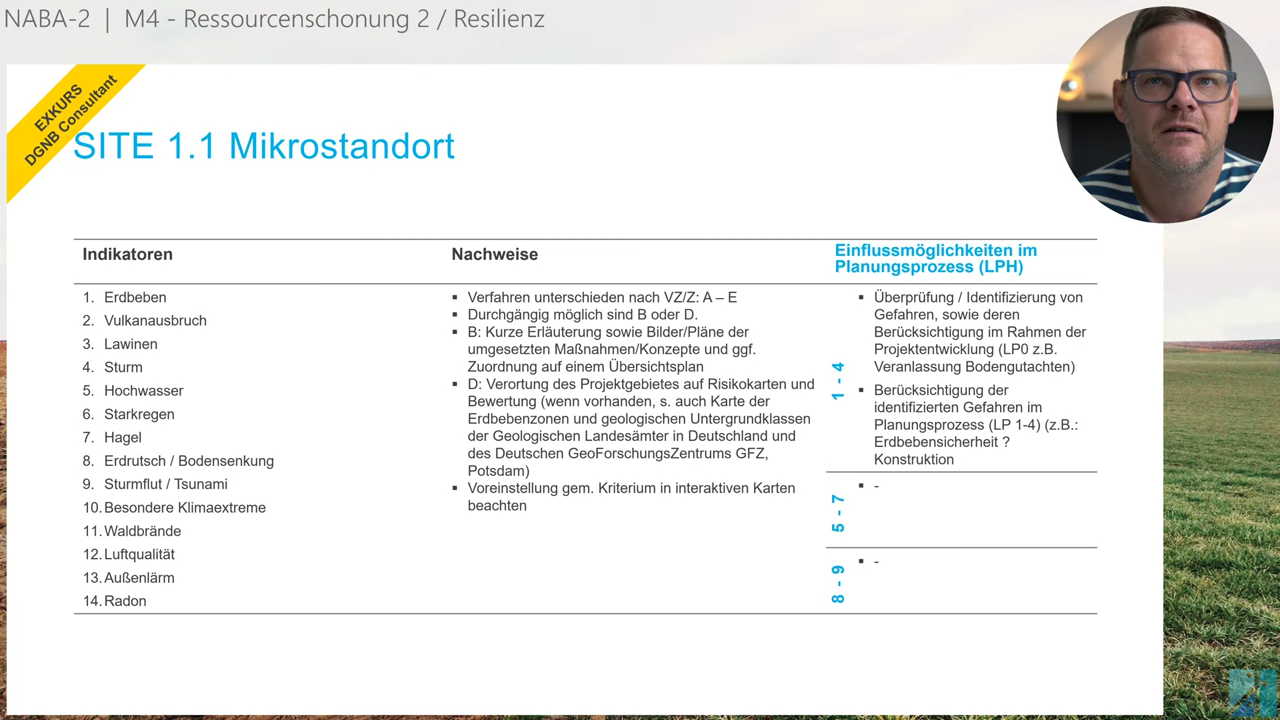 NABA-2 | M4 - Ressourcenschonung 2 / Resilienz
EXKURS
DGNB Consultant
SITE 1.1 Mikrostandort
Indikatoren
1. Erdbeben
2. Vulkanausbruch
3. Lawinen
4. Sturm
5. Hochwasser
6. Starkregen
7. Hagel
8. Erdrutsch / Bodensenkung
9. Sturmflut / Tsunami
10. Besondere Klimaextreme
11. Waldbrände
12. Luftqualität
13. Außenlärm
14. Radon
Nachweise
▪ Verfahren unterschieden nach VZ/Z: A – E
▪ Durchgängig möglich sind B oder D.
▪ B: Kurze Erläuterung sowie Bilder/Pläne der
umgesetzten Maßnahmen/Konzepte und ggf.
Zuordnung auf einem Übersichtsplan
▪ D: Verortung des Projektgebietes auf Risikokarten und
Bewertung (wenn vorhanden, s. auch Karte der
Erdbebenzonen und geologischen Untergrundklassen
der Geologischen Landesämter in Deutschland und
des Deutschen GeoForschungsZentrums GFZ,
Potsdam)
▪ Voreinstellung gem. Kriterium in interaktiven Karten
beachten
Einflussmöglichkeiten im
Planungsprozess (LPH)
1 - 4
▪ Überprüfung / Identifizierung von
Gefahren, sowie deren
Berücksichtigung im Rahmen der
Projektentwicklung (LP0 z.B.
Veranlassung Bodengutachten)
▪ Berücksichtigung der
identifizierten Gefahren im
Planungsprozess (LP 1-4) (z.B.:
Erdbebensicherheit ?
Konstruktion
5 - 7
▪ -
8 - 9
▪ -